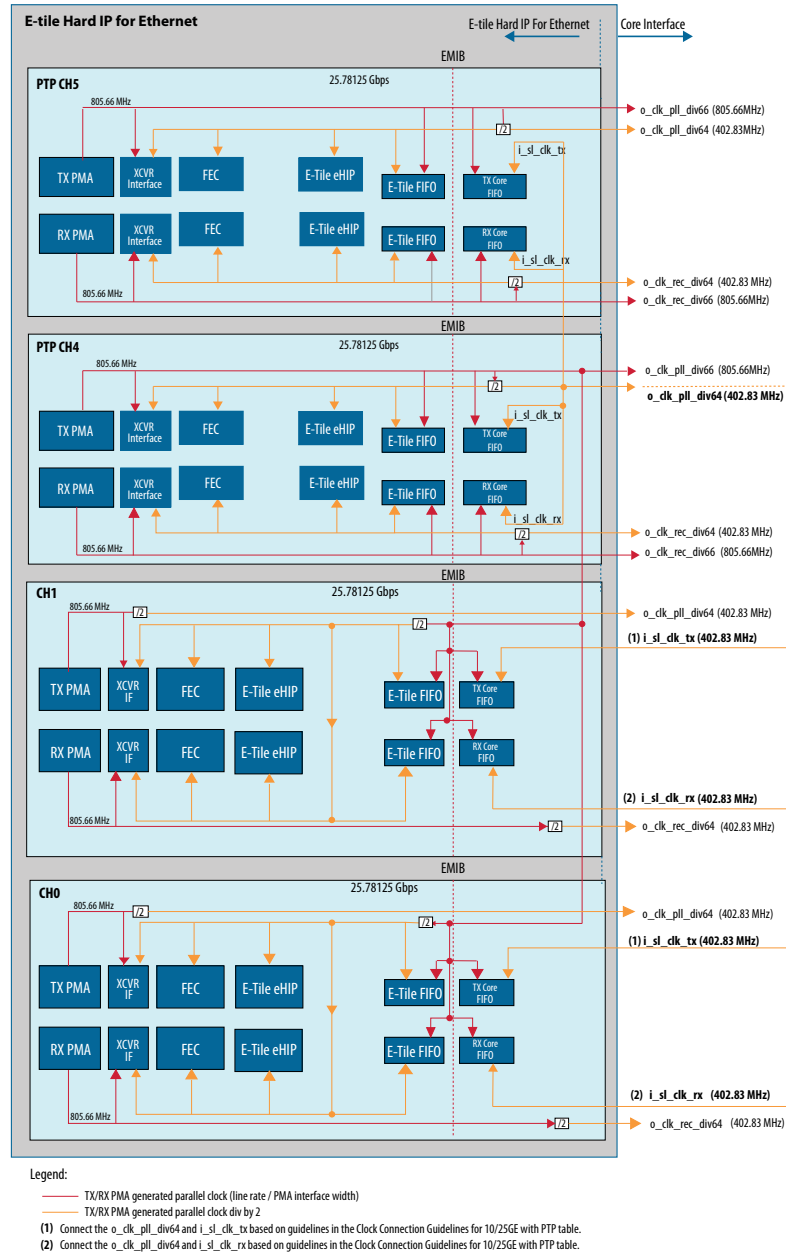 E-tile Hard IP for Ethernet
E-tile Hard IP For Ethernet
Core Interface
EMIB
PTP CH5
25.78125 Gbps
805.66 MHz
o_clk_pll_div66 (805.66MHz)
/2
o_clk_pll_div64 (402.83MHz)
i_sl_clk_tx
TX PMA
XCVR
Interface
FEC
E-Tile eHIP
E-Tile FIFO
TX Core
FIFO
RX PMA
XCVR
Interface
FEC
E-Tile eHIP
E-Tile FIFO
RX Core
FIFO
i_sl_clk_rx
/2
o_clk_rec_div64 (402.83 MHz)
805.66 MHz
o_clk_rec_div66 (805.66MHz)
EMIB
PTP CH4
25.78125 Gbps
805.66 MHz
o_clk_pll_div66 (805.66MHz)
/2
o_clk_pll_div64 (402.83 MHz)
i_sl_clk_tx
TX PMA
XCVR
Interface
FEC
E-Tile eHIP
E-Tile FIFO
TX Core
FIFO
RX PMA
XCVR
Interface
FEC
E-Tile eHIP
E-Tile FIFO
RX Core
FIFO
i_sl_clk_rx
/2
o_clk_rec_div64 (402.83 MHz)
805.66 MHz
o_clk_rec_div66 (805.66MHz)
EMIB
CH1
25.78125 Gbps
805.66 MHz
/2
o_clk_pll_div64 (402.83 MHz)
/2
(1) i_sl_clk_tx (402.83 MHz)
TX PMA
XCVR
IF
FEC
E-Tile eHIP
E-Tile FIFO
TX Core
FIFO
RX PMA
XCVR
IF
FEC
E-Tile eHIP
E-Tile FIFO
RX Core
FIFO
(2) i_sl_clk_rx (402.83 MHz)
805.66 MHz
/2
o_clk_rec_div64 (402.83 MHz)
EMIB
CH0
25.78125 Gbps
805.66 MHz
/2
o_clk_pll_div64 (402.83 MHz)
/2
(1) i_sl_clk_tx (402.83 MHz)
TX PMA
XCVR
IF
FEC
E-Tile eHIP
E-Tile FIFO
TX Core
FIFO
RX PMA
XCVR
IF
FEC
E-Tile eHIP
E-Tile FIFO
RX Core
FIFO
(2) i_sl_clk_rx (402.83 MHz)
805.66 MHz
/2
o_clk_rec_div64 (402.83 MHz)
Legend:
TX/RX PMA generated parallel clock (line rate / PMA interface width)
TX/RX PMA generated parallel clock div by 2
(1) Connect the o_clk_pll_div64 and i_sl_clk_tx based on guidelines in the Clock Connection Guidelines for 10/25GE with PTP table.
(2) Connect the o_clk_pll_div64 and i_sl_clk_rx based on guidelines in the Clock Connection Guidelines for 10/25GE with PTP table.